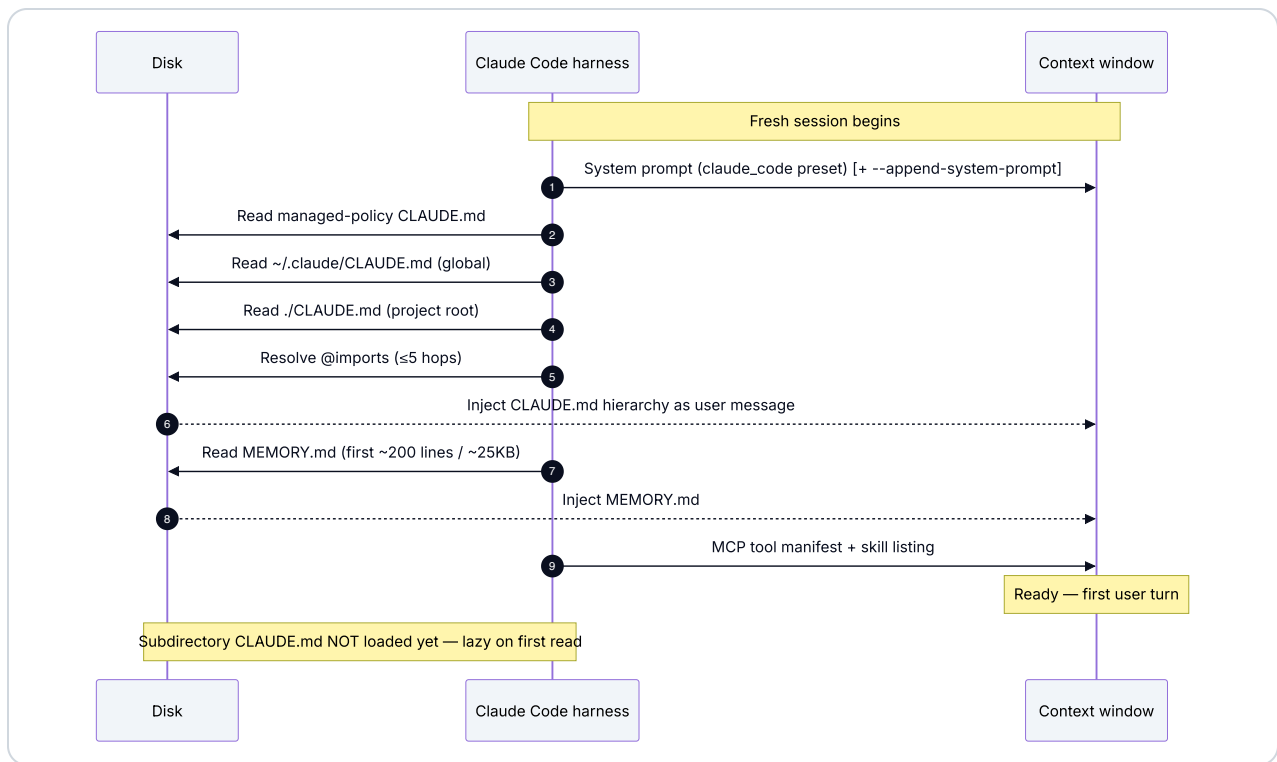 Disk
Claude Code harness
Context window
Fresh session begins
System prompt (claude_code preset) [+ --append-system-prompt]
1
Read managed-policy CLAUDE.md
2
Read ~/.claude/CLAUDE.md (global)
3
Read ./CLAUDE.md (project root)
4
Resolve @imports (≤5 hops)
5
Inject CLAUDE.md hierarchy as user message
6
Read MEMORY.md (first ~200 lines / ~25KB)
7
Inject MEMORY.md
8
MCP tool manifest + skill listing
9
Ready — first user turn
Subdirectory CLAUDE.md NOT loaded yet — lazy on first read
Disk
Claude Code harness
Context window